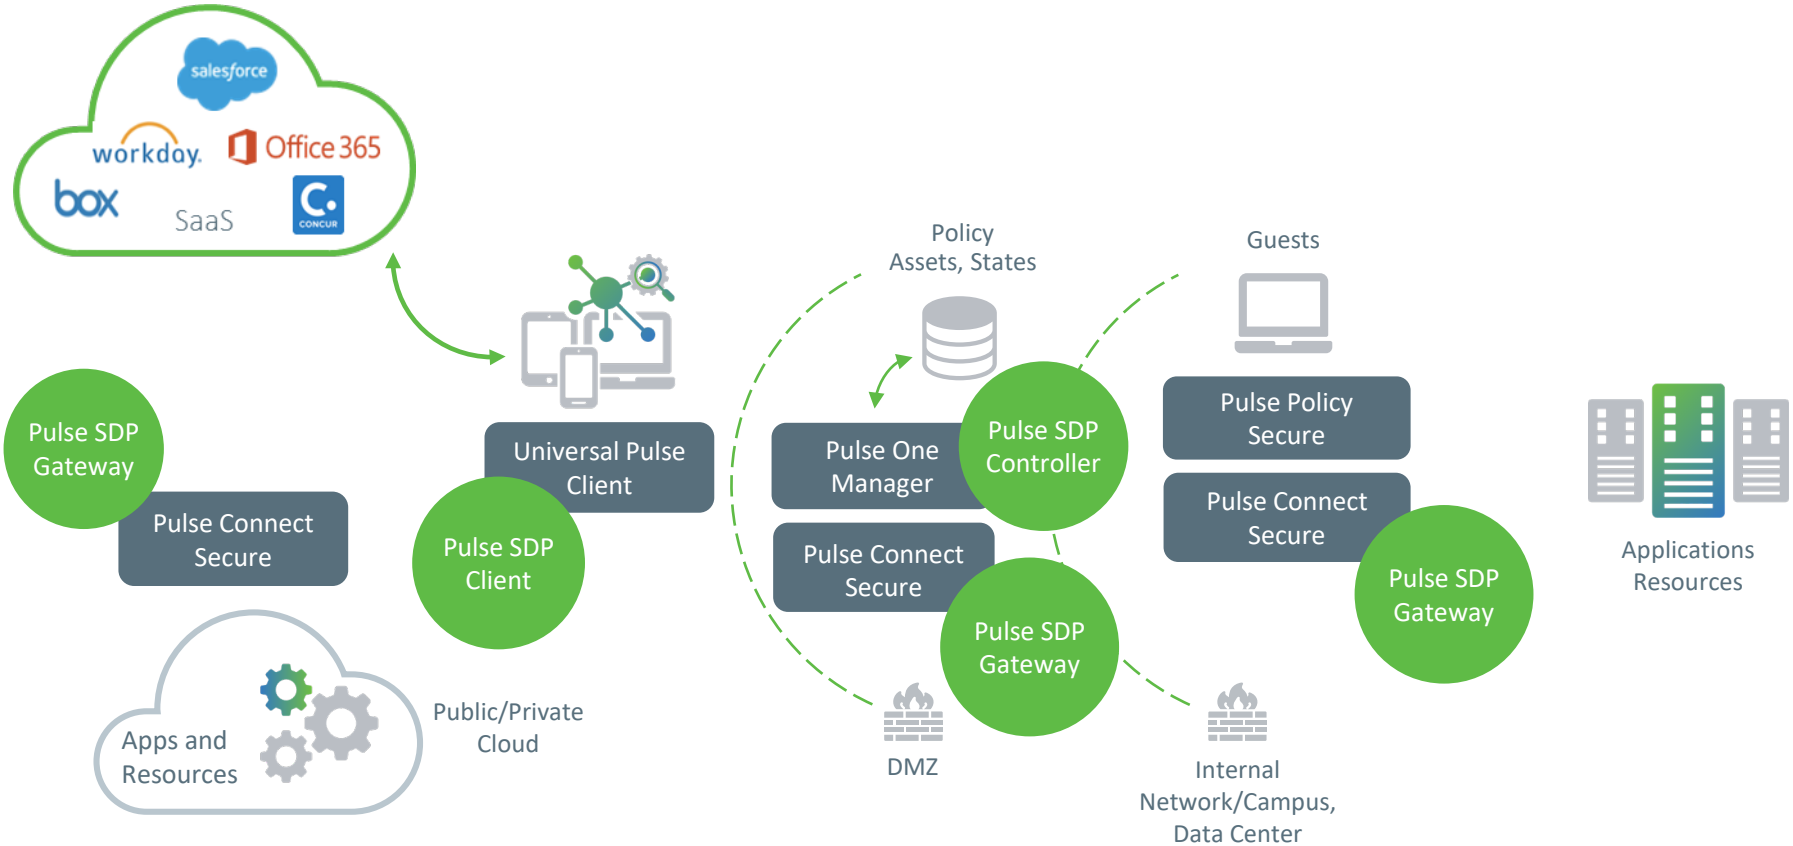 salesforce
workday.
Office 365
box
SaaS
C.
CONCUR
Pulse SDP
Gateway
Pulse Connect
Secure
Apps and
Resources
Public/Private
Cloud
Universal Pulse
Client
Pulse SDP
Client
Policy
Assets, States
Pulse One
Manager
Pulse SDP
Controller
Pulse Connect
Secure
Pulse SDP
Gateway
DMZ
Guests
Pulse Policy
Secure
Pulse Connect
Secure
Pulse SDP
Gateway
Internal
Network/Campus,
Data Center
Applications
Resources